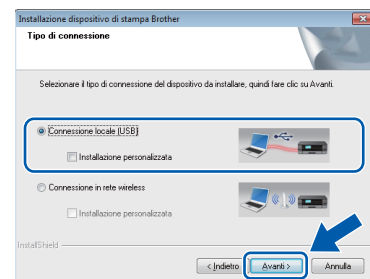 Installazione dispositivo di stampa Brother
Tipo di connessione
Selezionare il tipo di connessione del dispositivo da installare, quindi fare clic su Avanti.
Connessione locale (USB)
Installazione personalizzata
Connessione in rete wireless
Installazione personalizzata
InstallShield
< Indietro
Avanti >
Annulla